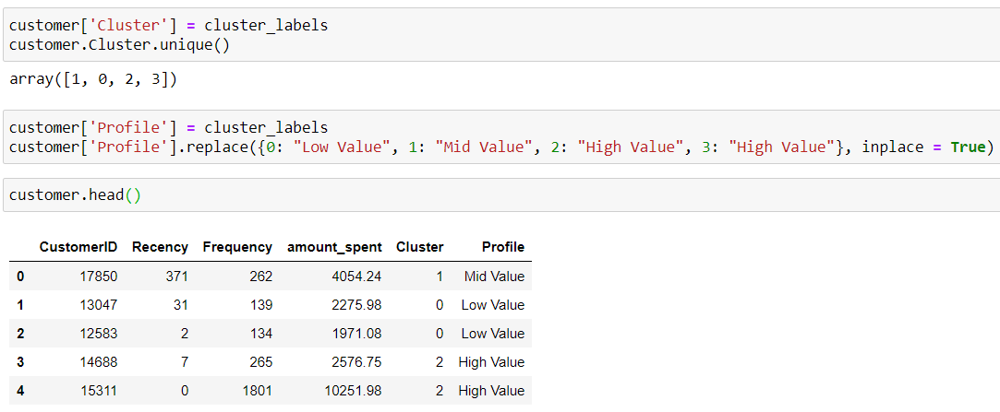 customer['Cluster'] = cluster_labels
customer.Cluster.unique()
array([1, 0, 2, 3])
customer['Profile'] = cluster_labels
customer['Profile'].replace({0: "Low Value", 1: "Mid Value", 2: "High Value", 3: "High Value"}, inplace = True)
customer.head()
CustomerID Recency Frequency amount_spent Cluster Profile
0 17850 371 262 4054.24 1 Mid Value
1 13047 31 139 2275.98 0 Low Value
2 12583 2 134 1971.08 0 Low Value
3 14688 7 265 2576.75 2 High Value
4 15311 0 1801 10251.98 2 High Value